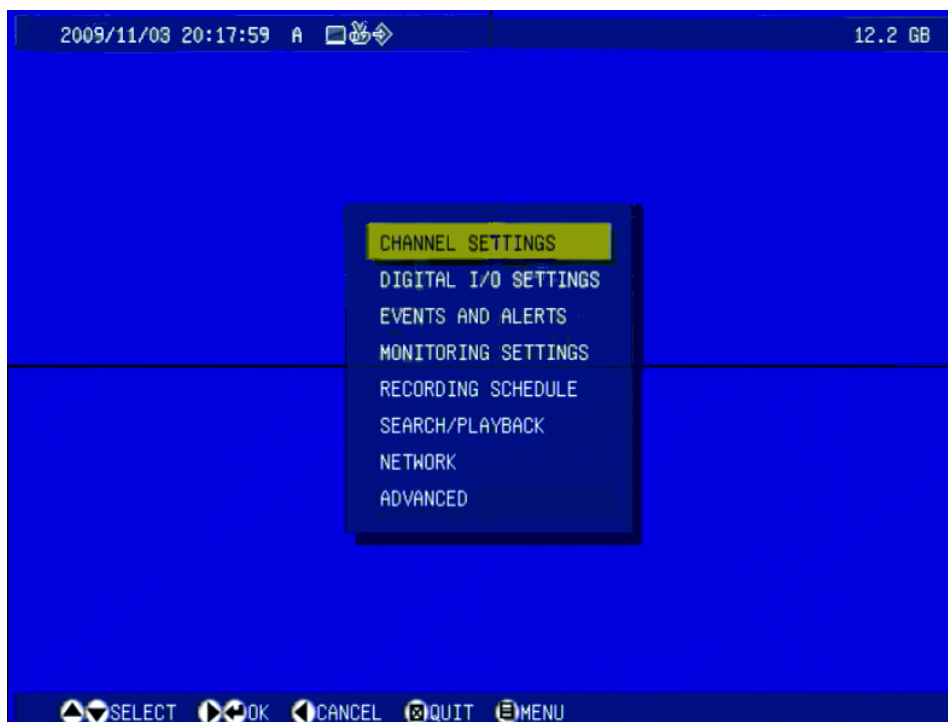 2009/11/03 20:17:59 A 12.2 GB
CHANNEL SETTINGS
DIGITAL I/O SETTINGS
EVENTS AND ALERTS
MONITORING SETTINGS
RECORDING SCHEDULE
SEARCH/PLAYBACK
NETWORK
ADVANCED
SELECT OK CANCEL QUIT MENU